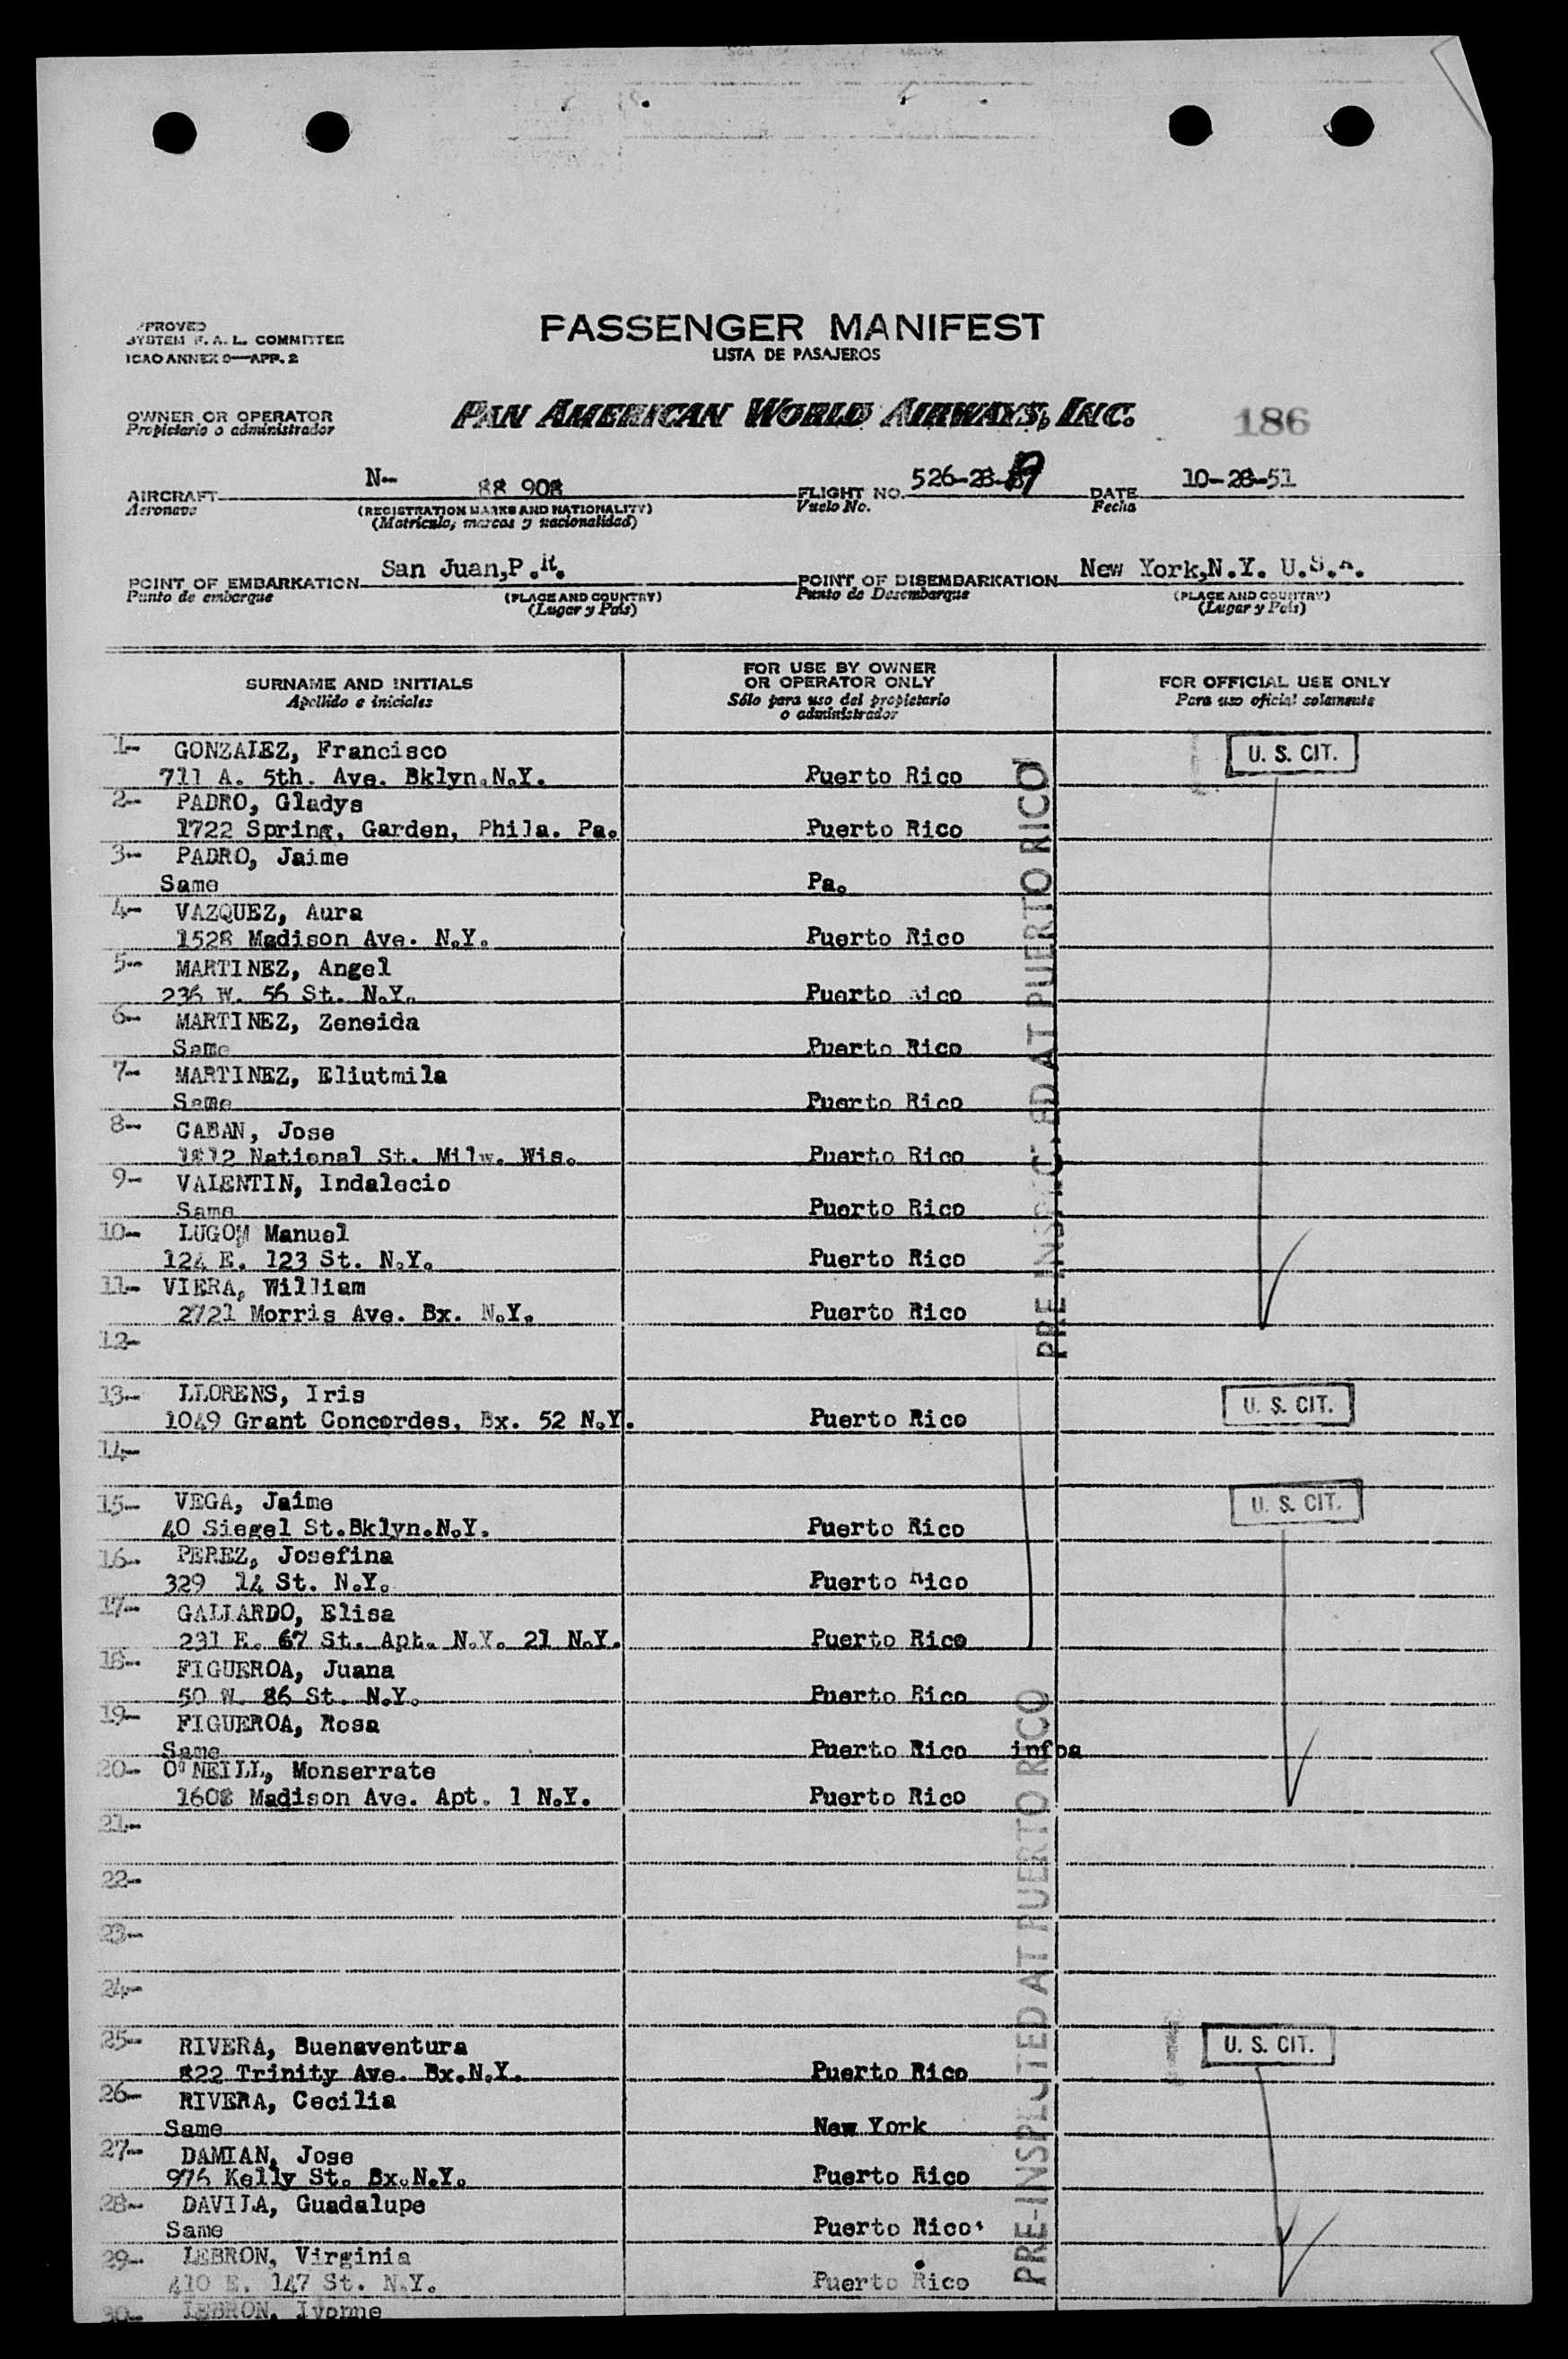 PROVED
SYSTEM F. A. L. COMMITTEE
ICAO ANNEX 9—APP. 2
PASSENGER MANIFEST
LISTA DE PASAJEROS
OWNER OR OPERATOR
Propietario o administrador
PAN AMERICAN WORLD AIRWAYS, INC.
186
AIRCRAFT N-- 88 908 FLIGHT NO. 526-28- DATE 10-28-51
Aeronave (REGISTRATION MARKS AND NATIONALITY) Vuelo No. Fecha
(Matricula, marcas y nacionalidad)
POINT OF EMBARKATION San Juan,P.R. POINT OF DISEMBARKATION New York,N.Y. U.S.A.
Punto de embarque (PLACE AND COUNTRY) Punto de Desembarque (PLACE AND COUNTRY)
(Lugar y País) (Lugar y País)
SURNAME AND INITIALS FOR USE BY OWNER OR OPERATOR ONLY FOR OFFICIAL USE ONLY
Apellido e iniciales Sólo para uso del propietario o administrador Para uso oficial solamente
1- GONZALEZ, Francisco U. S. CIT.
711 A. 5th. Ave. Bklyn.N.Y. Puerto Rico
2- PADRO, Gladys
1722 Spring, Garden, Phila. Pa. Puerto Rico
3- PADRO, Jaime
Same Pa.
4- VAZQUEZ, Aura
1528 Madison Ave. N.Y. Puerto Rico
5- MARTINEZ, Angel
236 W. 56 St. N.Y. Puerto Rico
6- MARTINEZ, Zeneida
Same Puerto Rico
7- MARTINEZ, Eliutmila
Same Puerto Rico
8- CABAN, Jose
1812 National St. Milw. Wis. Puerto Rico
9- VALENTIN, Indalecio
Same Puerto Rico
10- LUGOM Manuel
124 E. 123 St. N.Y. Puerto Rico
11- VIERA, William
2721 Morris Ave. Bx. N.Y. Puerto Rico
PRE INSPECTED AT PUERTO RICO
12-
13- LLORENS, Iris U. S. CIT.
1049 Grant Concordes, Bx. 52 N.Y. Puerto Rico
14-
15- VEGA, Jaime U. S. CIT.
40 Siegel St.Bklyn.N.Y. Puerto Rico
16- PEREZ, Josefina
329 14 St. N.Y. Puerto Rico
17- GALLARDO, Elisa
231 E. 67 St. Apt. N.Y. 21 N.Y. Puerto Rico
18- FIGUEROA, Juana
50 W. 86 St. N.Y. Puerto Rico
19- FIGUEROA, Rosa
Same Puerto Rico infoa
20- O'NEILL, Monserrate
1608 Madison Ave. Apt. 1 N.Y. Puerto Rico
21-
22-
23-
24-
25- RIVERA, Buenaventura U. S. CIT.
822 Trinity Ave. Bx.N.Y. Puerto Rico
26- RIVERA, Cecilia
Same New York
27- DAMIAN, Jose
976 Kelly St. Bx.N.Y. Puerto Rico
28- DAVILA, Guadalupe
Same Puerto Rico
29- LEBRON, Virginia
410 E. 147 St. N.Y. Puerto Rico
PRE-INSPECTED AT PUERTO RICO
30- LEBRON, Ivonne